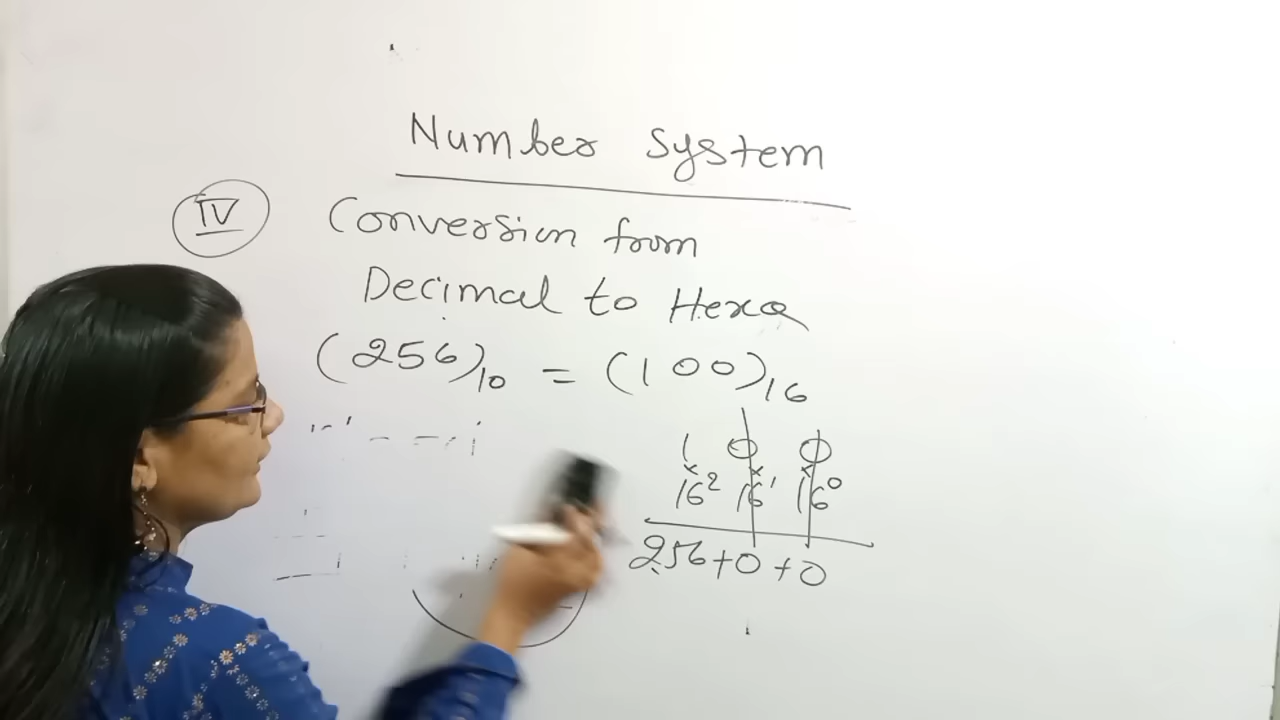 Number System
IV Conversion from
Decimal to Hexa
(256)10 = (100)16
1 0 0
× × ×
16² 16¹ 16⁰
256+0+0